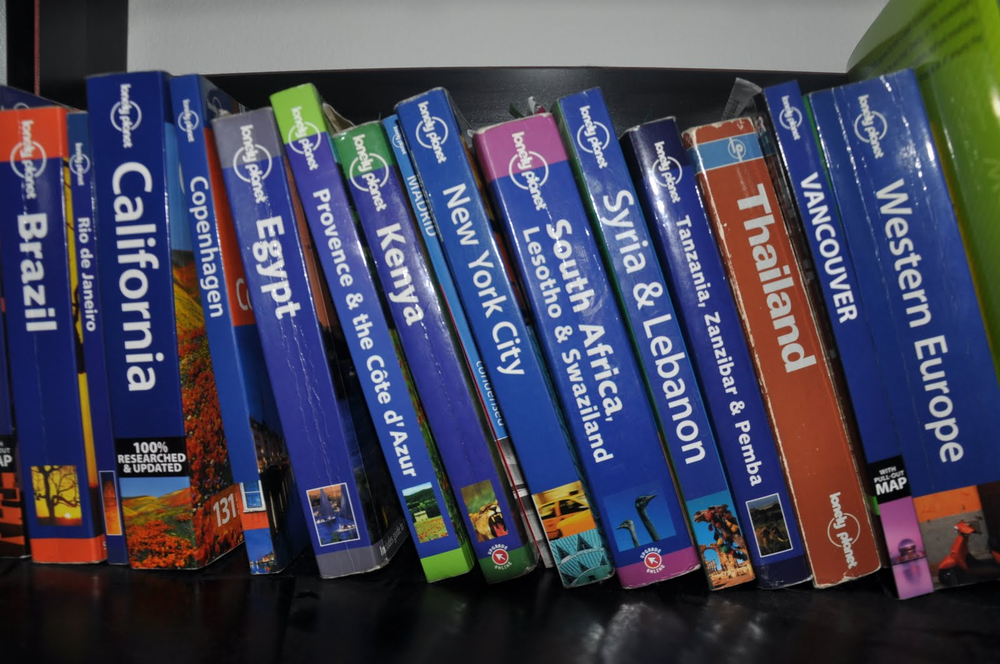 lonely planet
Brazil
lonely planet
Rio de Janeiro
lonely planet
California
100%
RESEARCHED
& UPDATED
131
lonely planet
Copenhagen
lonely planet
Egypt
lonely planet
Provence & the Côte d'Azur
lonely planet
Kenya
UPGRADE
ONLINE
lonely planet
MADRID
condensed
lonely planet
New York City
lonely planet
South Africa,
Lesotho & Swaziland
UPGRADE
ONLINE
lonely planet
Syria & Lebanon
lonely planet
Tanzania, Zanzibar & Pemba
Thailand
lonely planet
lonely planet
VANCOUVER
WITH
PULL-OUT
MAP
lonely planet
Western Europe